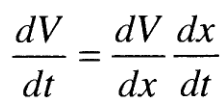 dV/dt = dV/dx dx/dt